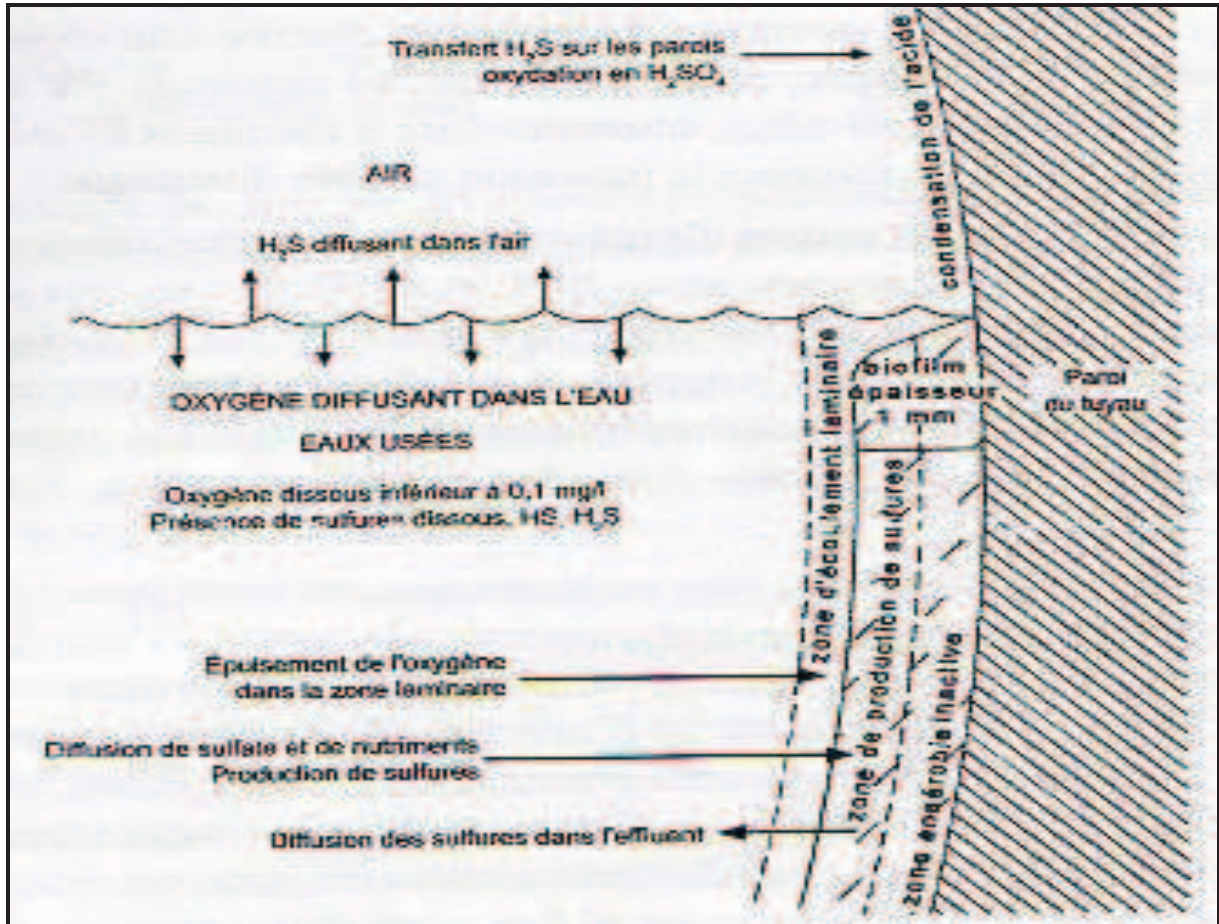 Transfert H₂S sur les parois
oxydation en H₂SO₄
condensation de l'acide
AIR
H₂S diffusant dans l'air
OXYGÈNE DIFFUSANT DANS L'EAU
EAUX USÉES
Oxygène dissous inférieur à 0,1 mg/l
Présence de sulfures dissous, HS H₂S
biofilm
épaisseur
mm
Paroi
du tuyau
zone d'écoulement laminaire
zone de production de sulfures
zone anaérobie inactive
Epuisement de l'oxygène
dans la zone laminaire
Diffusion de sulfate et de nutriments
Production de sulfures
Diffusion des sulfures dans l'effluent